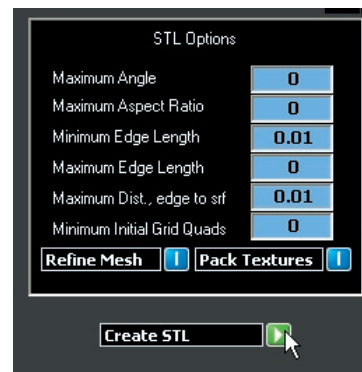 STL Options
Maximum Angle 0
Maximum Aspect Ratio 0
Minimum Edge Length 0.01
Maximum Edge Length 0
Maximum Dist., edge to srf 0.01
Minimum Initial Grid Quads 0
Refine Mesh I Pack Textures I
Create STL